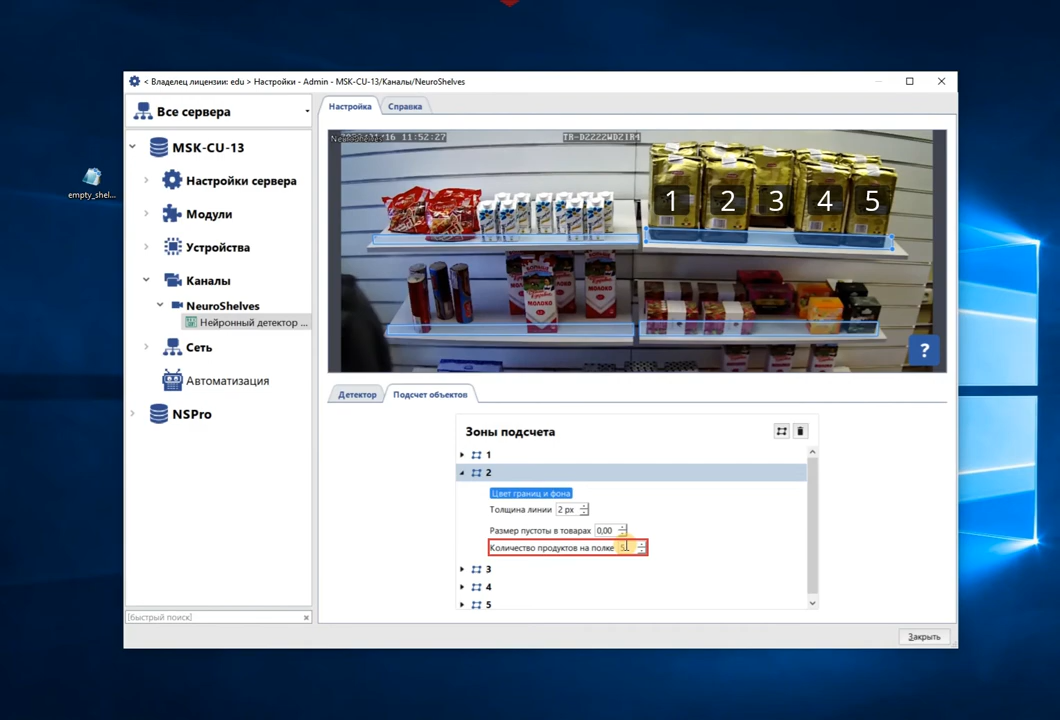 < Владелец лицензии: edu > Настройки - Admin - MSK-CU-13/Каналы/NeuroShelves
Все сервера
MSK-CU-13
Настройки сервера
Модули
Устройства
Каналы
NeuroShelves
Нейронный детектор ...
Сеть
Автоматизация
NSPro
[быстрый поиск]
empty_shel...
Настройка
Справка
11:52:27
1 2 3 4 5
МОЛОКО
?
Детектор
Подсчет объектов
Зоны подсчета
1
2
Цвет границ и фона
Толщина линии 2 px
Размер пустоты в товарах 0,00
Количество продуктов на полке 5
3
4
5
Закрыть